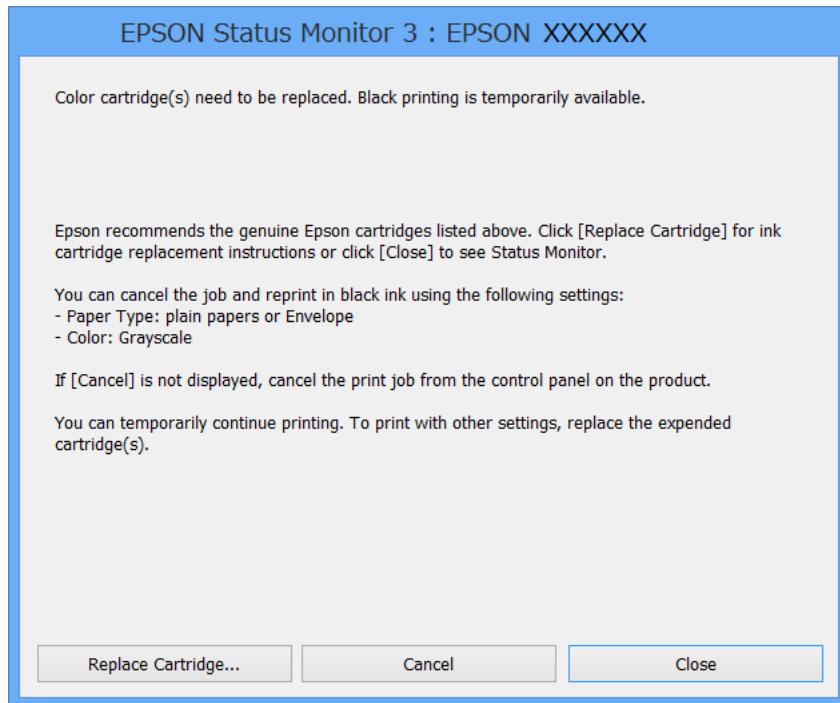 EPSON Status Monitor 3 : EPSON XXXXXX
Color cartridge(s) need to be replaced. Black printing is temporarily available.
Epson recommends the genuine Epson cartridges listed above. Click [Replace Cartridge] for ink
cartridge replacement instructions or click [Close] to see Status Monitor.
You can cancel the job and reprint in black ink using the following settings:
- Paper Type: plain papers or Envelope
- Color: Grayscale
If [Cancel] is not displayed, cancel the print job from the control panel on the product.
You can temporarily continue printing. To print with other settings, replace the expended
cartridge(s).
Replace Cartridge... Cancel Close